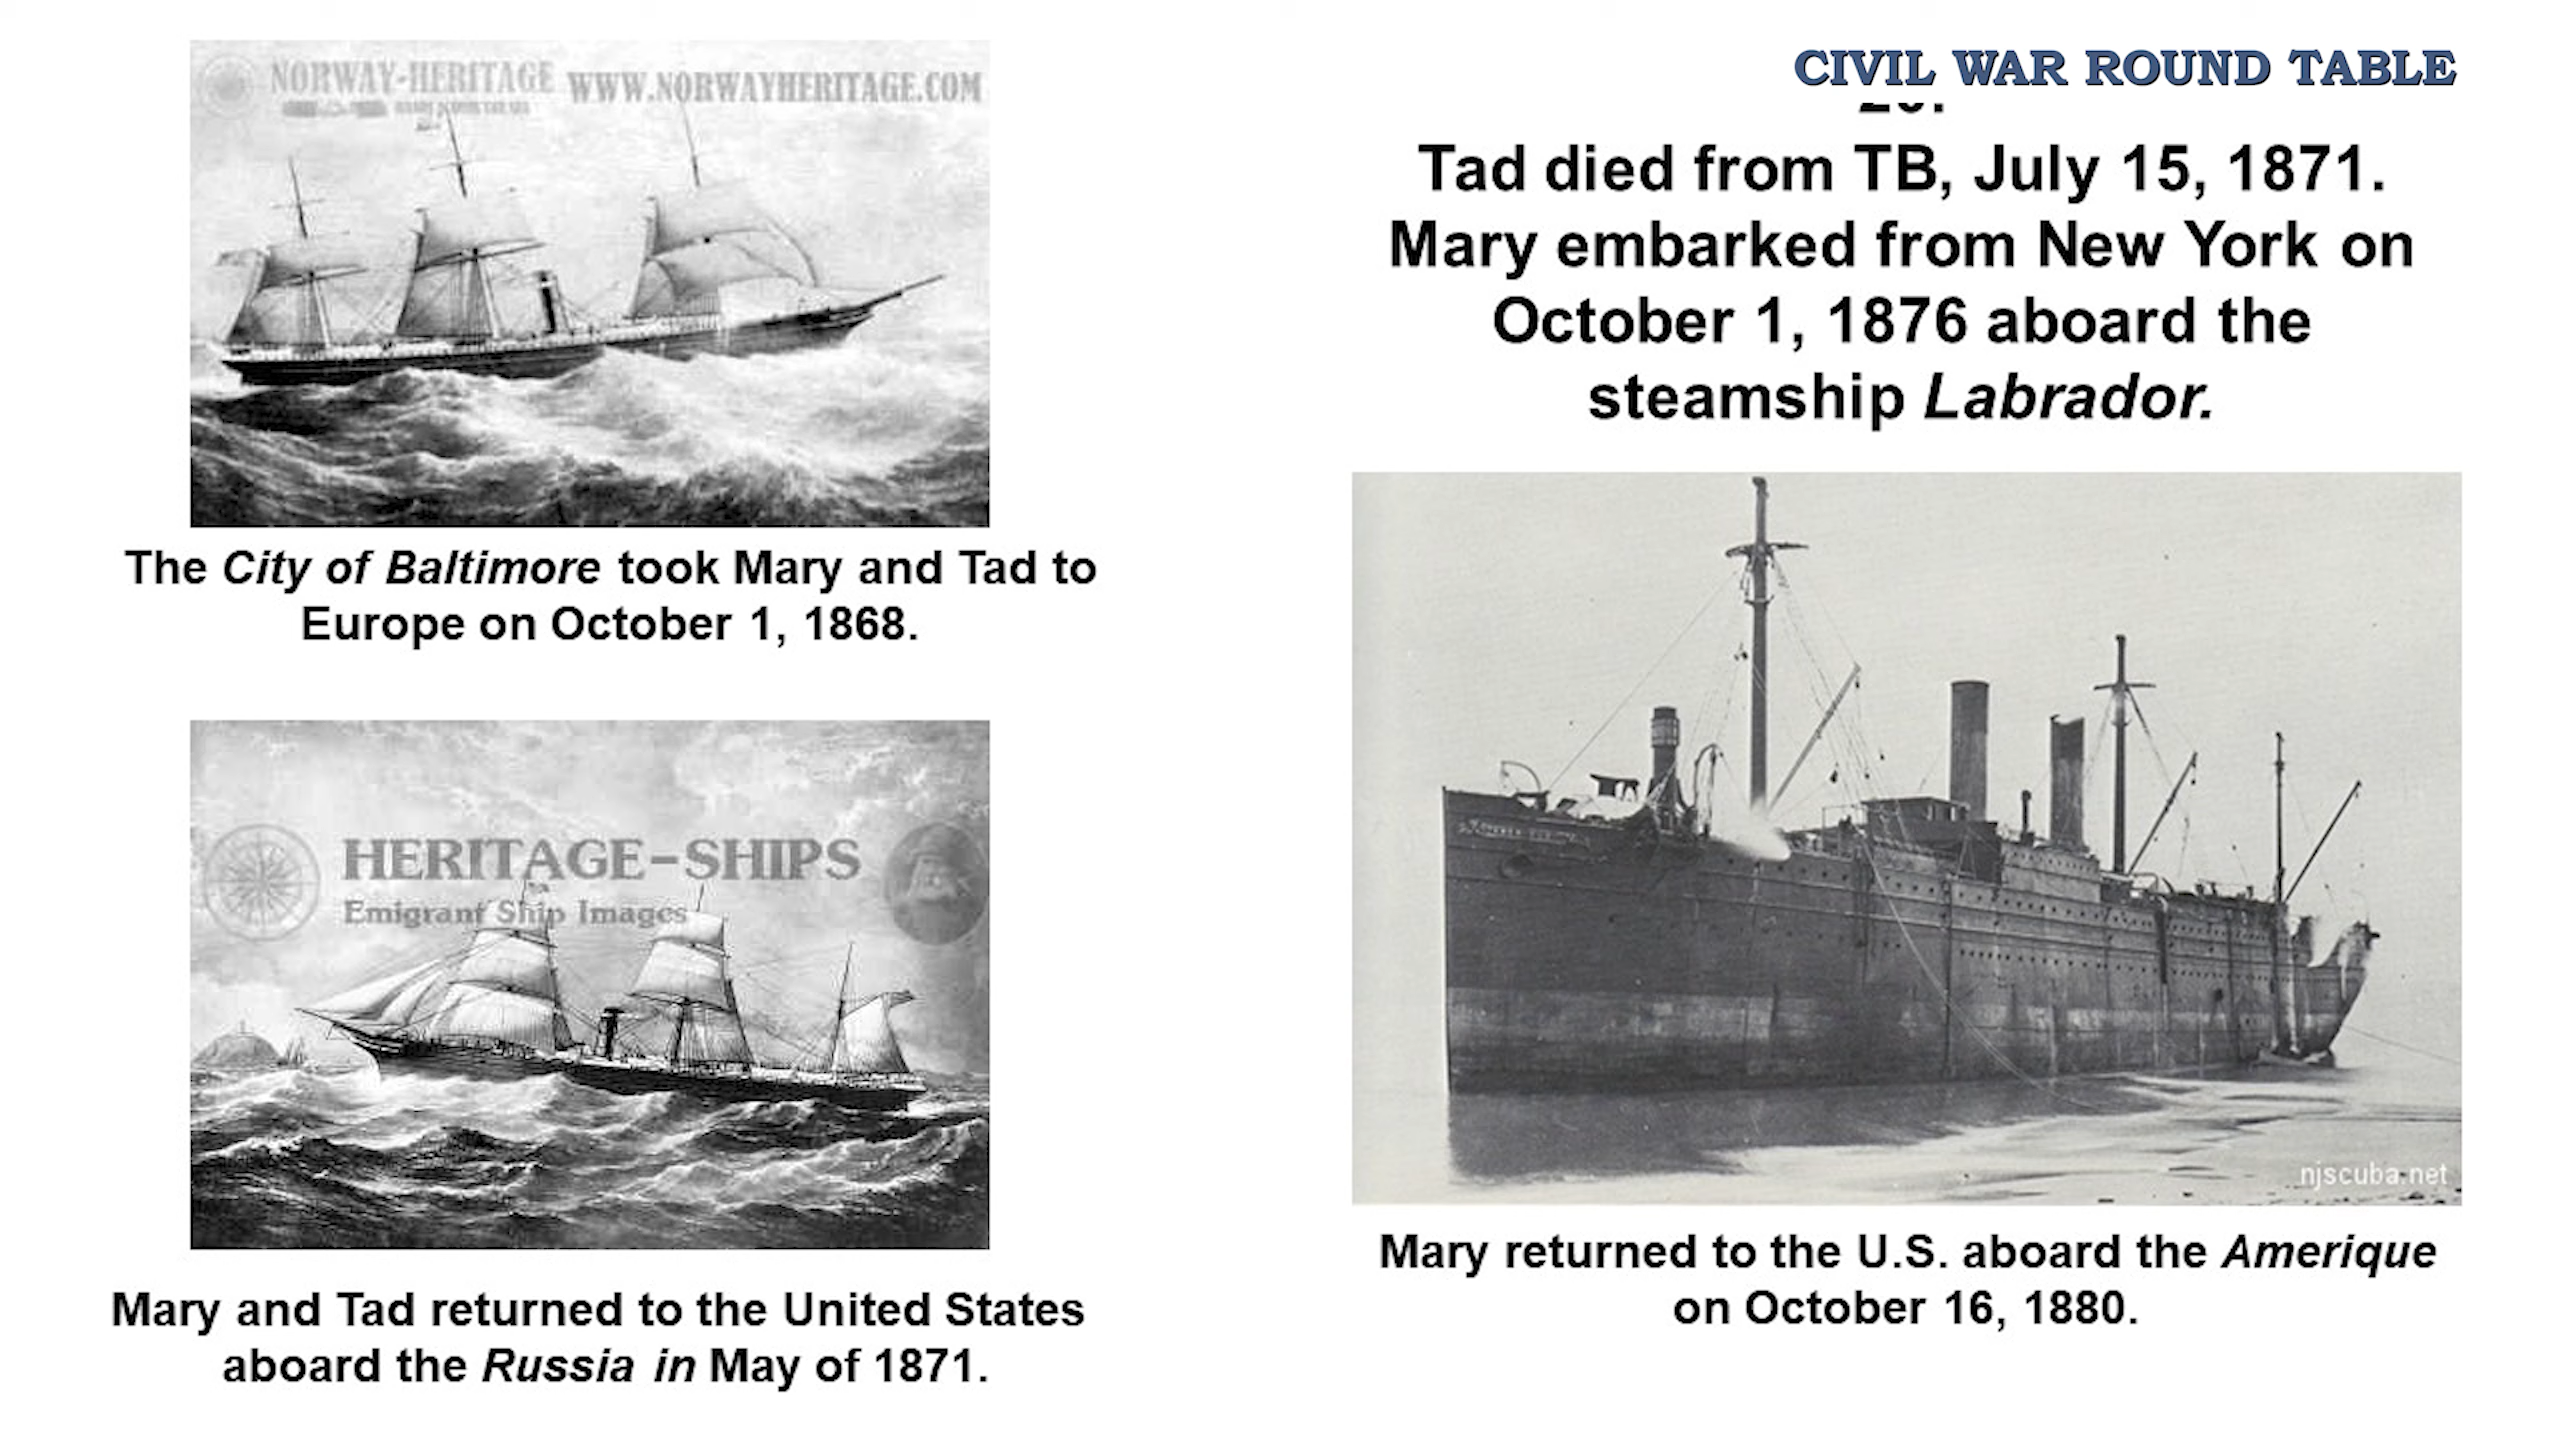 NORWAY-HERITAGE WWW.NORWAYHERITAGE.COM
The City of Baltimore took Mary and Tad to
Europe on October 1, 1868.
HERITAGE-SHIPS
Emigrant Ship Images
Mary and Tad returned to the United States
aboard the Russia in May of 1871.
CIVIL WAR ROUND TABLE
Tad died from TB, July 15, 1871.
Mary embarked from New York on
October 1, 1876 aboard the
steamship Labrador.
njscuba.net
Mary returned to the U.S. aboard the Amerique
on October 16, 1880.